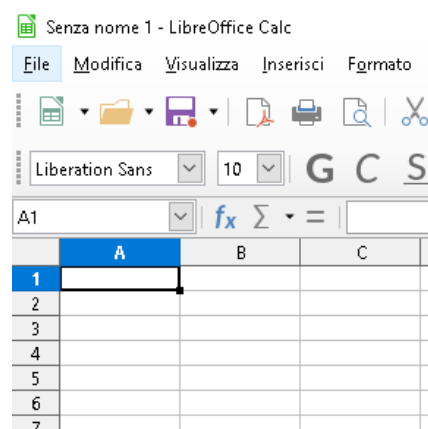 Senza nome 1 - LibreOffice Calc
File Modifica Visualizza Inserisci Formato
Liberation Sans 10 G C S
A1 fx Σ =
A B C
1
2
3
4
5
6
7